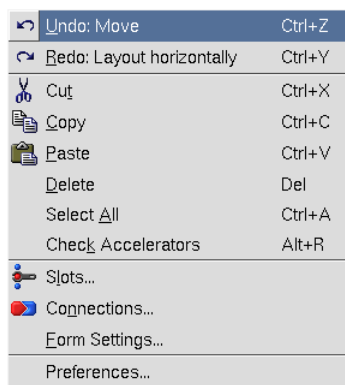 Undo: Move Ctrl+Z
Redo: Layout horizontally Ctrl+Y
Cut Ctrl+X
Copy Ctrl+C
Paste Ctrl+V
Delete Del
Select All Ctrl+A
Check Accelerators Alt+R
Slots...
Connections...
Form Settings...
Preferences...